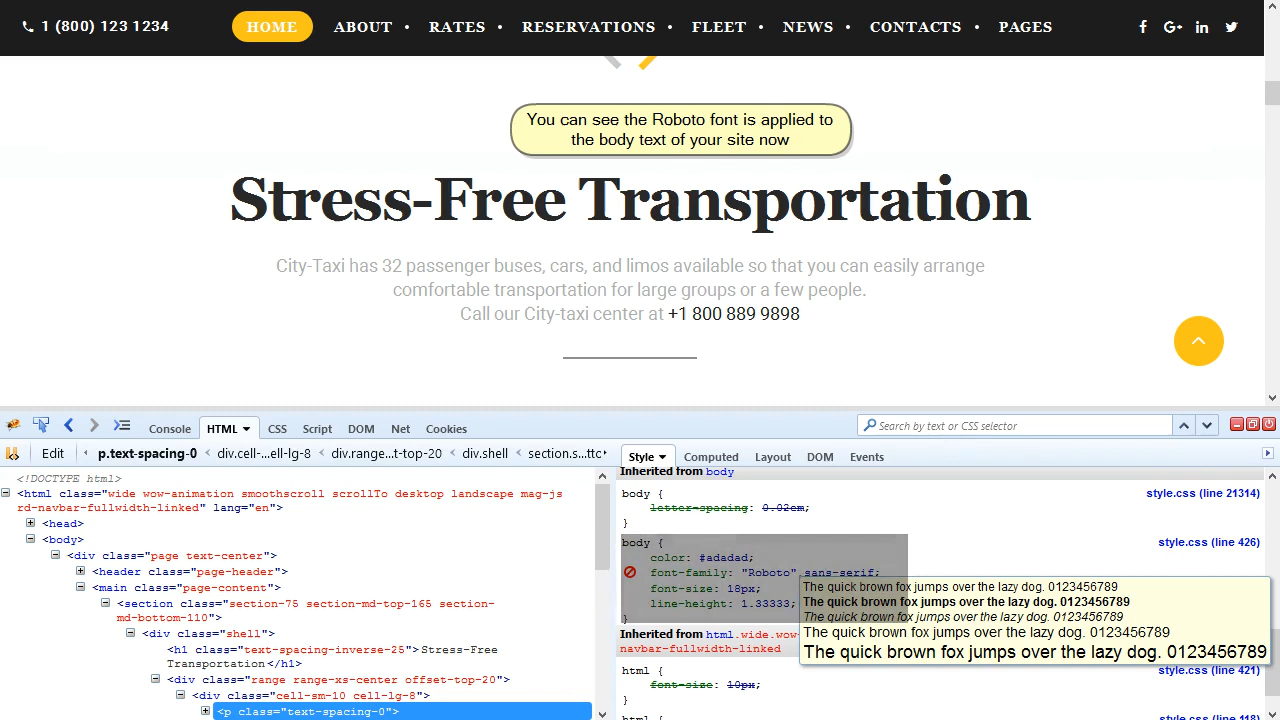 1 (800) 123 1234 HOME ABOUT • RATES • RESERVATIONS • FLEET • NEWS • CONTACTS • PAGES f G+ in
You can see the Roboto font is applied to
the body text of your site now
Stress-Free Transportation
City-Taxi has 32 passenger buses, cars, and limos available so that you can easily arrange
comfortable transportation for large groups or a few people.
Call our City-taxi center at +1 800 889 9898
Console HTML CSS Script DOM Net Cookies Search by text or CSS selector
Edit p.text-spacing-0 div.cell-...ell-lg-8 div.range...t-top-20 div.shell section.s...ttc
Style Computed Layout DOM Events
<!DOCTYPE html>
<html class="wide wow-animation smoothscroll scrollTo desktop landscape mag-js
rd-navbar-fullwidth-linked" lang="en">
<head>
<body>
<div class="page text-center">
<header class="page-header">
<main class="page-content">
<section class="section-75 section-md-top-165 section-
md-bottom-110">
<div class="shell">
<h1 class="text-spacing-inverse-25">Stress-Free
Transportation</h1>
<div class="range range-xs-center offset-top-20">
<div class="cell-sm-10 cell-lg-8">
<p class="text-spacing-0">
Inherited from body
body { style.css (line 21314)
letter-spacing: 0.02em;
}
body { style.css (line 426)
color: #adadad;
font-family: "Roboto",sans-serif;
font-size: 18px;
line-height: 1.33333;
}
The quick brown fox jumps over the lazy dog. 0123456789
The quick brown fox jumps over the lazy dog. 0123456789
The quick brown fox jumps over the lazy dog. 0123456789
The quick brown fox jumps over the lazy dog. 0123456789
The quick brown fox jumps over the lazy dog. 0123456789
Inherited from html.wide.wow-
navbar-fullwidth-linked
html { style.css (line 421)
font-size: 10px;
}
html { style.css (line 418)